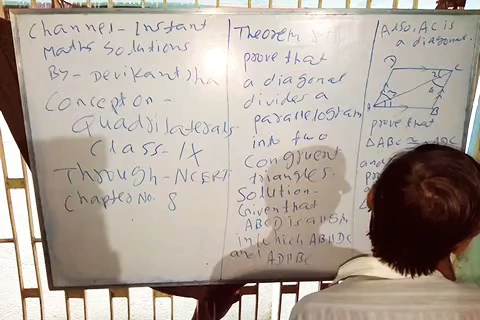 Channel- Instant
Maths Solutions
By- Devikant Jha
Concept on -
Quadrilaterals
Class- IX
Through- NCERT
Chapter No. 8
Theorem
prove that
a diagonal
divides a
parallelogram
into two
congruent
triangles.
Solution-
Given that
ABCD is a
in which AB||DC
and AD||BC
Also, AC is
a diagonal.
D
C
A
B
prove that
ΔABC ≅ ΔADC